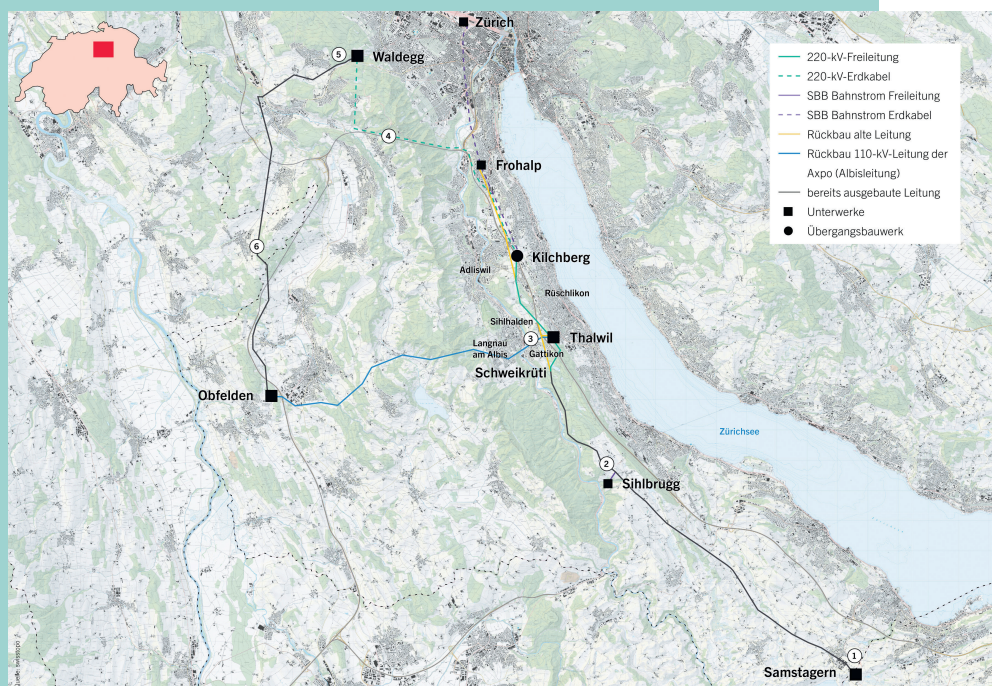 Zürich
5
Waldegg
220-kV-Freileitung
220-kV-Erdkabel
SBB Bahnstrom Freileitung
SBB Bahnstrom Erdkabel
Rückbau alte Leitung
Rückbau 110-kV-Leitung der
Axpo (Albisleitung)
bereits ausgebaute Leitung
Unterwerke
Übergangsbauwerk
4
Frohalp
6
Kilchberg
Adliswil
Rüschlikon
Sihlhalden
3
Thalwil
Langnau
am Albis
Gattikon
Schweikrüti
Obfelden
Zürichsee
2
Sihlbrugg
1
Samstagern